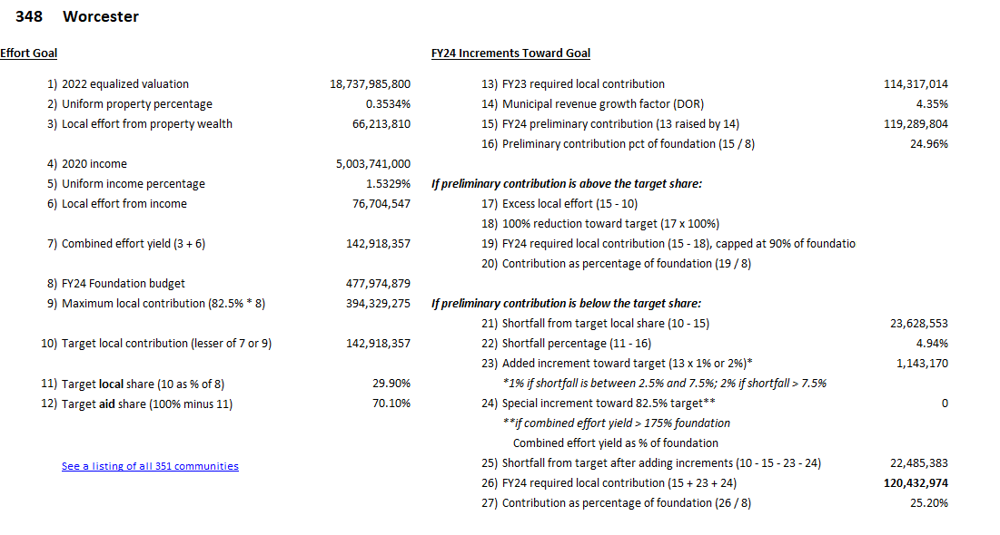 348 Worcester
Effort Goal
1) 2022 equalized valuation 18,737,985,800
2) Uniform property percentage 0.3534%
3) Local effort from property wealth 66,213,810
4) 2020 income 5,003,741,000
5) Uniform income percentage 1.5329%
6) Local effort from income 76,704,547
7) Combined effort yield (3 + 6) 142,918,357
8) FY24 Foundation budget 477,974,879
9) Maximum local contribution (82.5% * 8) 394,329,275
10) Target local contribution (lesser of 7 or 9) 142,918,357
11) Target local share (10 as % of 8) 29.90%
12) Target aid share (100% minus 11) 70.10%
See a listing of all 351 communities
FY24 Increments Toward Goal
13) FY23 required local contribution 114,317,014
14) Municipal revenue growth factor (DOR) 4.35%
15) FY24 preliminary contribution (13 raised by 14) 119,289,804
16) Preliminary contribution pct of foundation (15 / 8) 24.96%
If preliminary contribution is above the target share:
17) Excess local effort (15 - 10)
18) 100% reduction toward target (17 x 100%)
19) FY24 required local contribution (15 - 18), capped at 90% of foundatio
20) Contribution as percentage of foundation (19 / 8)
If preliminary contribution is below the target share:
21) Shortfall from target local share (10 - 15) 23,628,553
22) Shortfall percentage (11 - 16) 4.94%
23) Added increment toward target (13 x 1% or 2%)* 1,143,170
*1% if shortfall is between 2.5% and 7.5%; 2% if shortfall > 7.5%
24) Special increment toward 82.5% target** 0
**if combined effort yield > 175% foundation
Combined effort yield as % of foundation
25) Shortfall from target after adding increments (10 - 15 - 23 - 24) 22,485,383
26) FY24 required local contribution (15 + 23 + 24) 120,432,974
27) Contribution as percentage of foundation (26 / 8) 25.20%